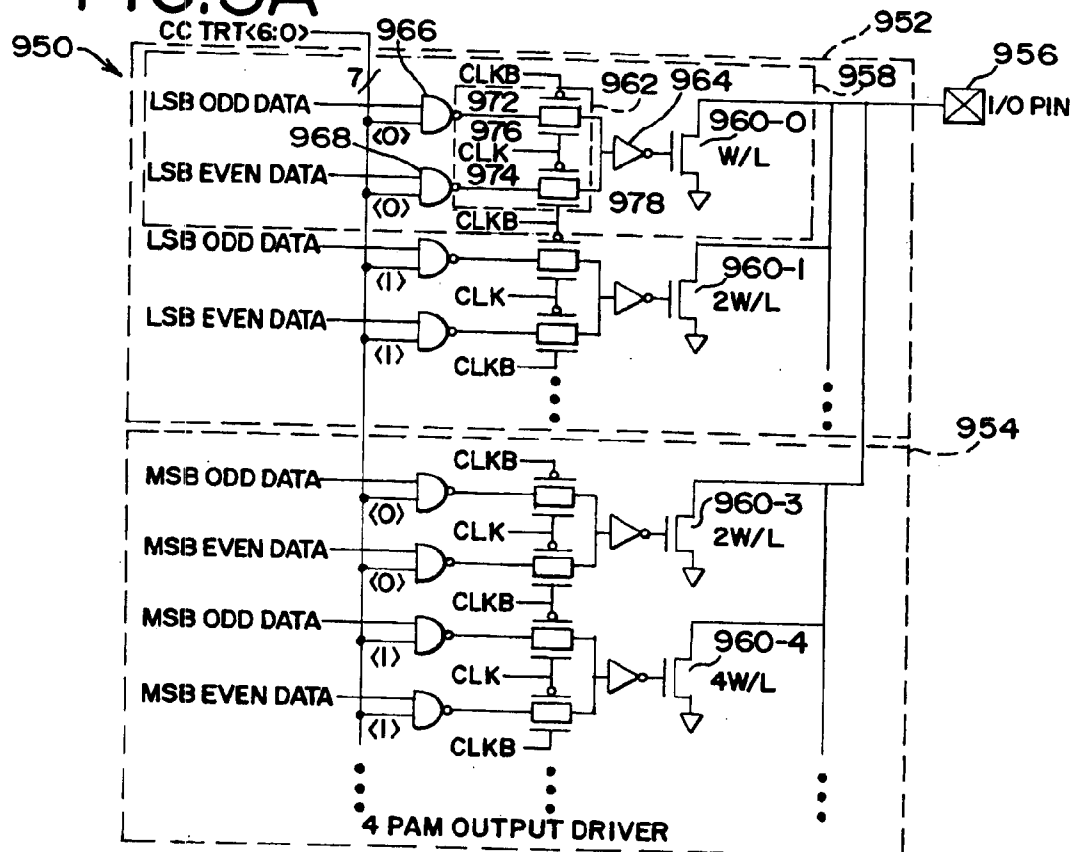 FIG. 5A
CC TRT<6:0>
950
966
952
956
7
CLKB
962
964
958
LSB ODD DATA
972
I/O PIN
<0>
976
960-0
968
CLK
W/L
LSB EVEN DATA
974
<0>
978
CLKB
LSB ODD DATA
960-1
<1>
2W/L
CLK
LSB EVEN DATA
<1>
CLKB
954
CLKB
MSB ODD DATA
960-3
<0>
CLK
2W/L
MSB EVEN DATA
<0>
CLKB
MSB ODD DATA
960-4
<1>
CLK
4W/L
MSB EVEN DATA
<1>
CLKB
4 PAM OUTPUT DRIVER